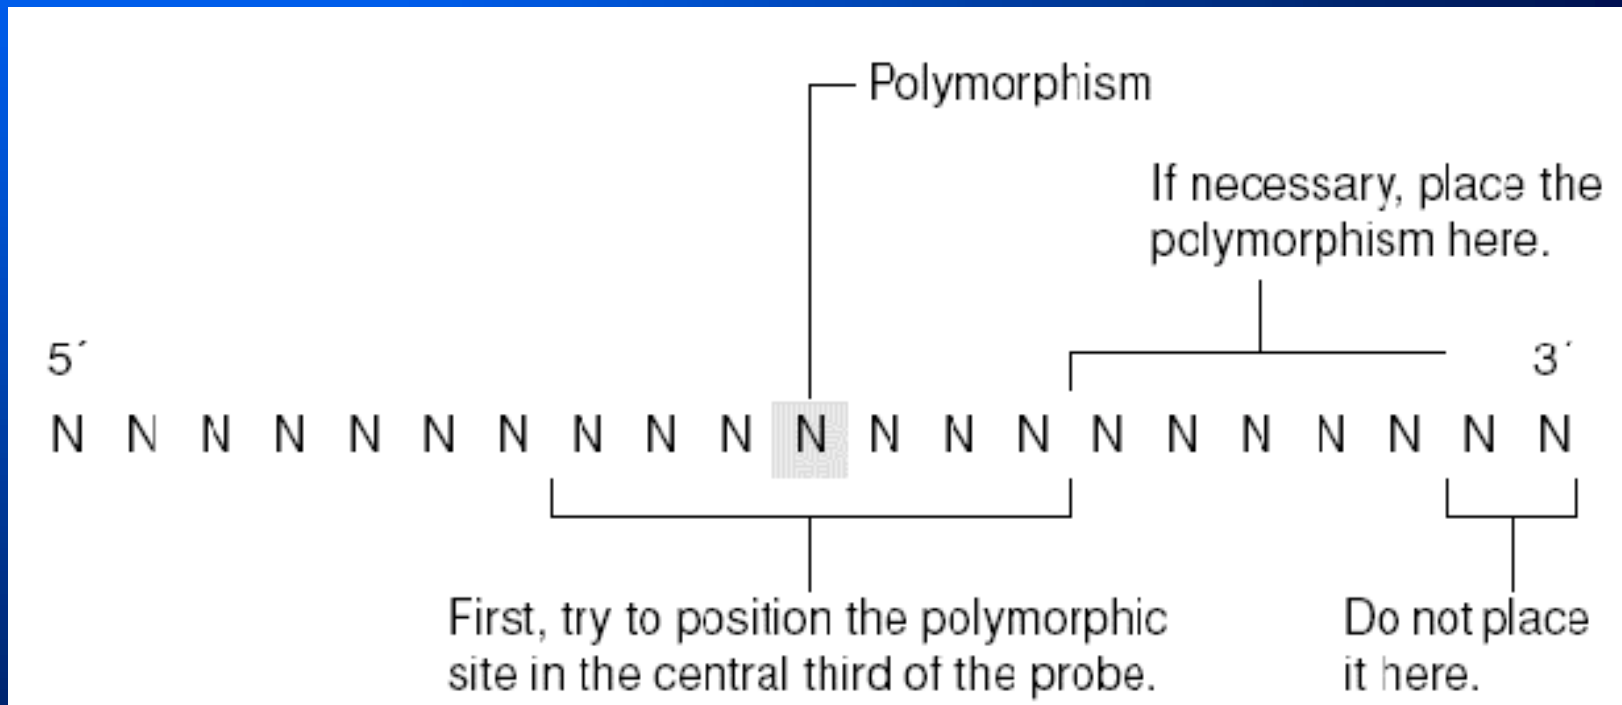 Polymorphism
If necessary, place the
polymorphism here.
5´ 3´
N N N N N N N N N N N N N N N N N N N N N
First, try to position the polymorphic
site in the central third of the probe.
Do not place
it here.